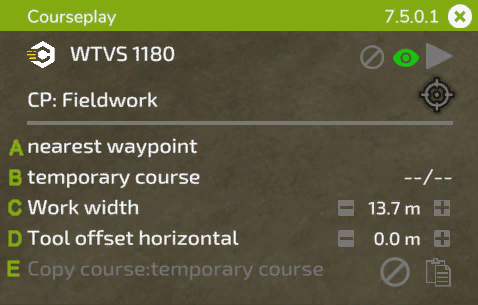 Courseplay 7.5.0.1
WTVS 1180
CP: Fieldwork
A nearest waypoint
B temporary course --/--
C Work width 13.7 m
D Tool offset horizontal 0.0 m
E Copy course:temporary course